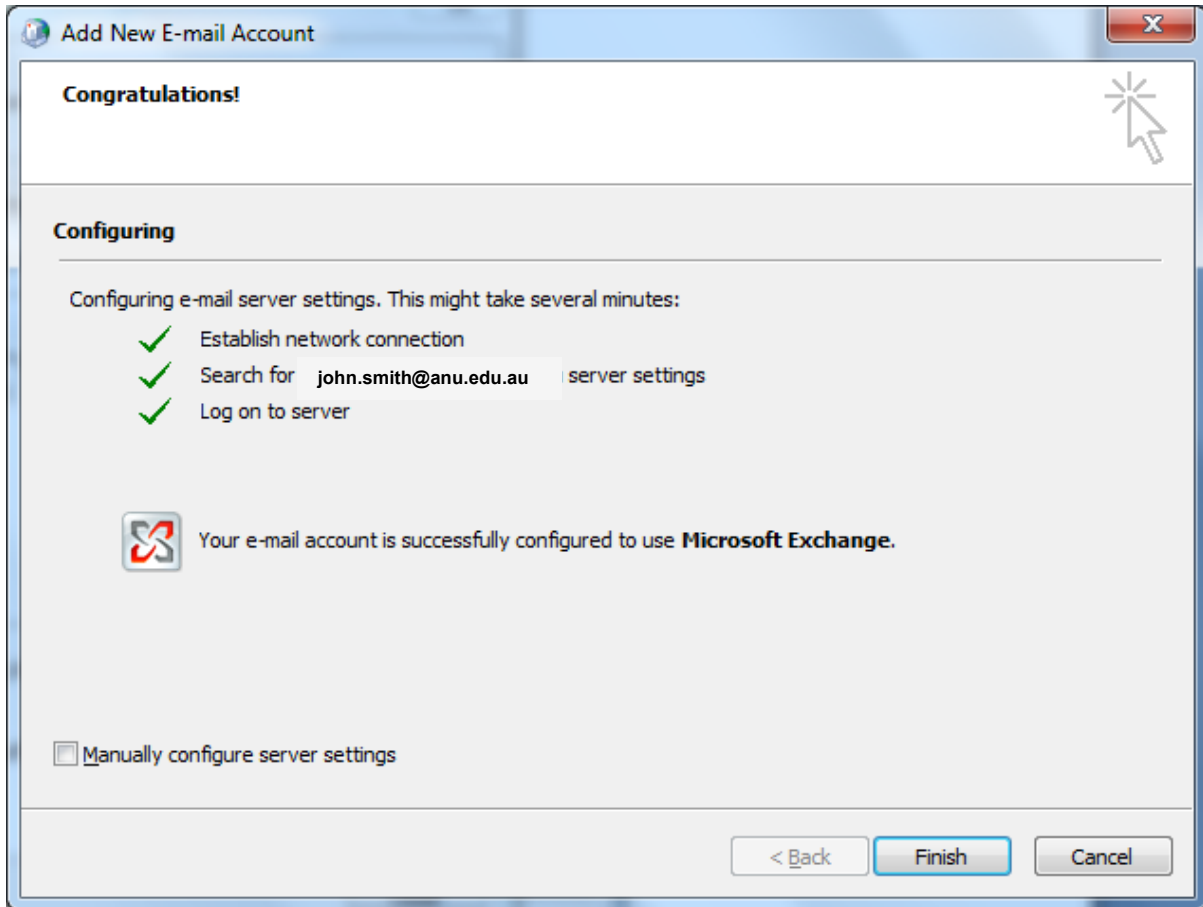 Add New E-mail Account
Congratulations!
Configuring
Configuring e-mail server settings. This might take several minutes:
Establish network connection
Search for john.smith@anu.edu.au server settings
Log on to server
Your e-mail account is successfully configured to use Microsoft Exchange.
Manually configure server settings
< Back Finish Cancel